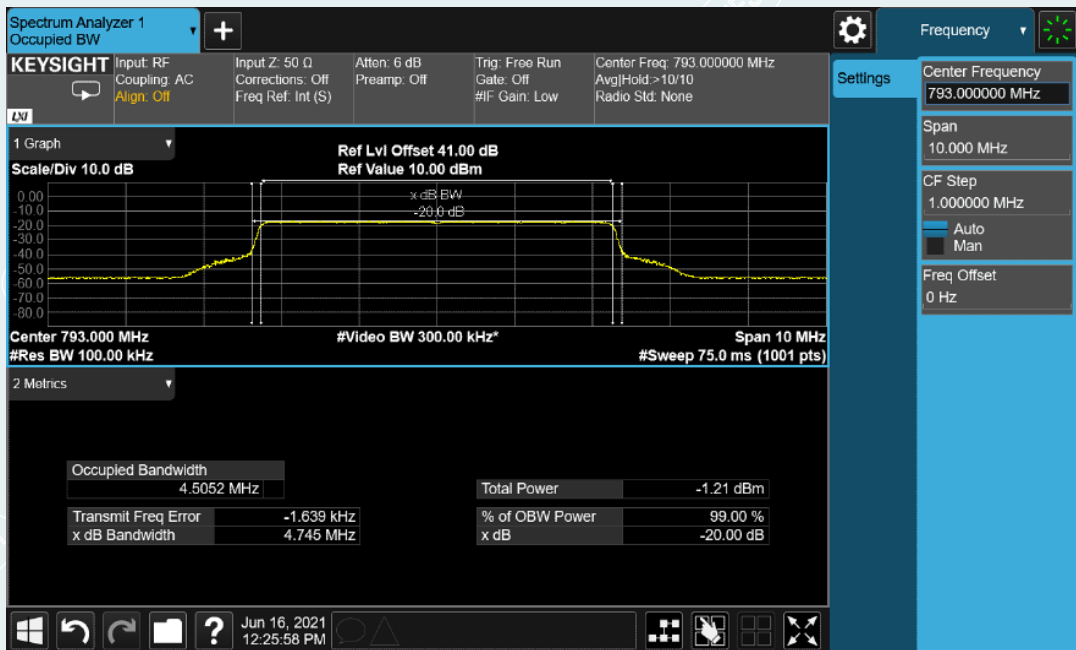 Spectrum Analyzer 1
Occupied BW
+
Frequency
KEYSIGHT
LXI
Input: RF
Coupling: AC
Align: Off
Input Z: 50 Ω
Corrections: Off
Freq Ref: Int (S)
Atten: 6 dB
Preamp: Off
Trig: Free Run
Gate: Off
#IF Gain: Low
Center Freq: 793.000000 MHz
Avg|Hold:>10/10
Radio Std: None
Settings
Center Frequency
793.000000 MHz
Span
10.000 MHz
CF Step
1.000000 MHz
Auto
Man
Freq Offset
0 Hz
1 Graph
Scale/Div 10.0 dB
Ref Lvl Offset 41.00 dB
Ref Value 10.00 dBm
x dB BW
-20.0 dB
0.00
-10.0
-20.0
-30.0
-40.0
-50.0
-60.0
-70.0
-80.0
Center 793.000 MHz
#Video BW 300.00 kHz*
Span 10 MHz
#Res BW 100.00 kHz
#Sweep 75.0 ms (1001 pts)
2 Metrics
Occupied Bandwidth
4.5052 MHz
Total Power -1.21 dBm
Transmit Freq Error -1.639 kHz
% of OBW Power 99.00 %
x dB Bandwidth 4.745 MHz
x dB -20.00 dB
?
Jun 16, 2021
12:25:58 PM